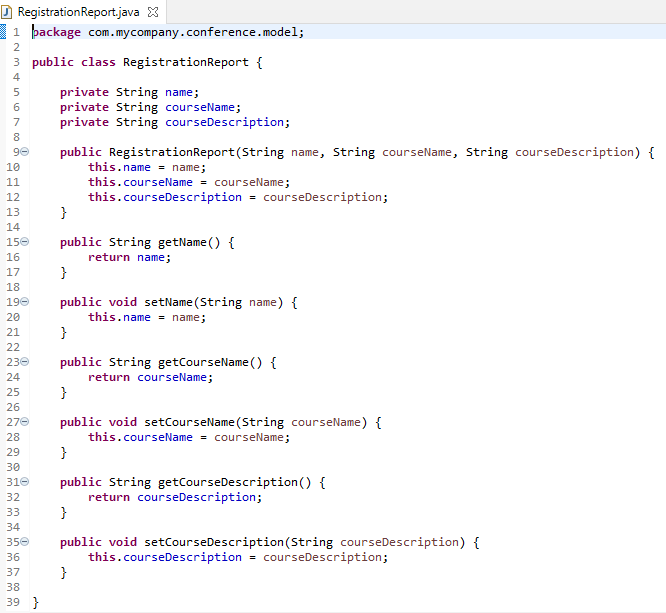 RegistrationReport.java
1 package com.mycompany.conference.model;
2
3 public class RegistrationReport {
4
5     private String name;
6     private String courseName;
7     private String courseDescription;
8
9     public RegistrationReport(String name, String courseName, String courseDescription) {
10         this.name = name;
11         this.courseName = courseName;
12         this.courseDescription = courseDescription;
13     }
14
15     public String getName() {
16         return name;
17     }
18
19     public void setName(String name) {
20         this.name = name;
21     }
22
23     public String getCourseName() {
24         return courseName;
25     }
26
27     public void setCourseName(String courseName) {
28         this.courseName = courseName;
29     }
30
31     public String getCourseDescription() {
32         return courseDescription;
33     }
34
35     public void setCourseDescription(String courseDescription) {
36         this.courseDescription = courseDescription;
37     }
38
39 }